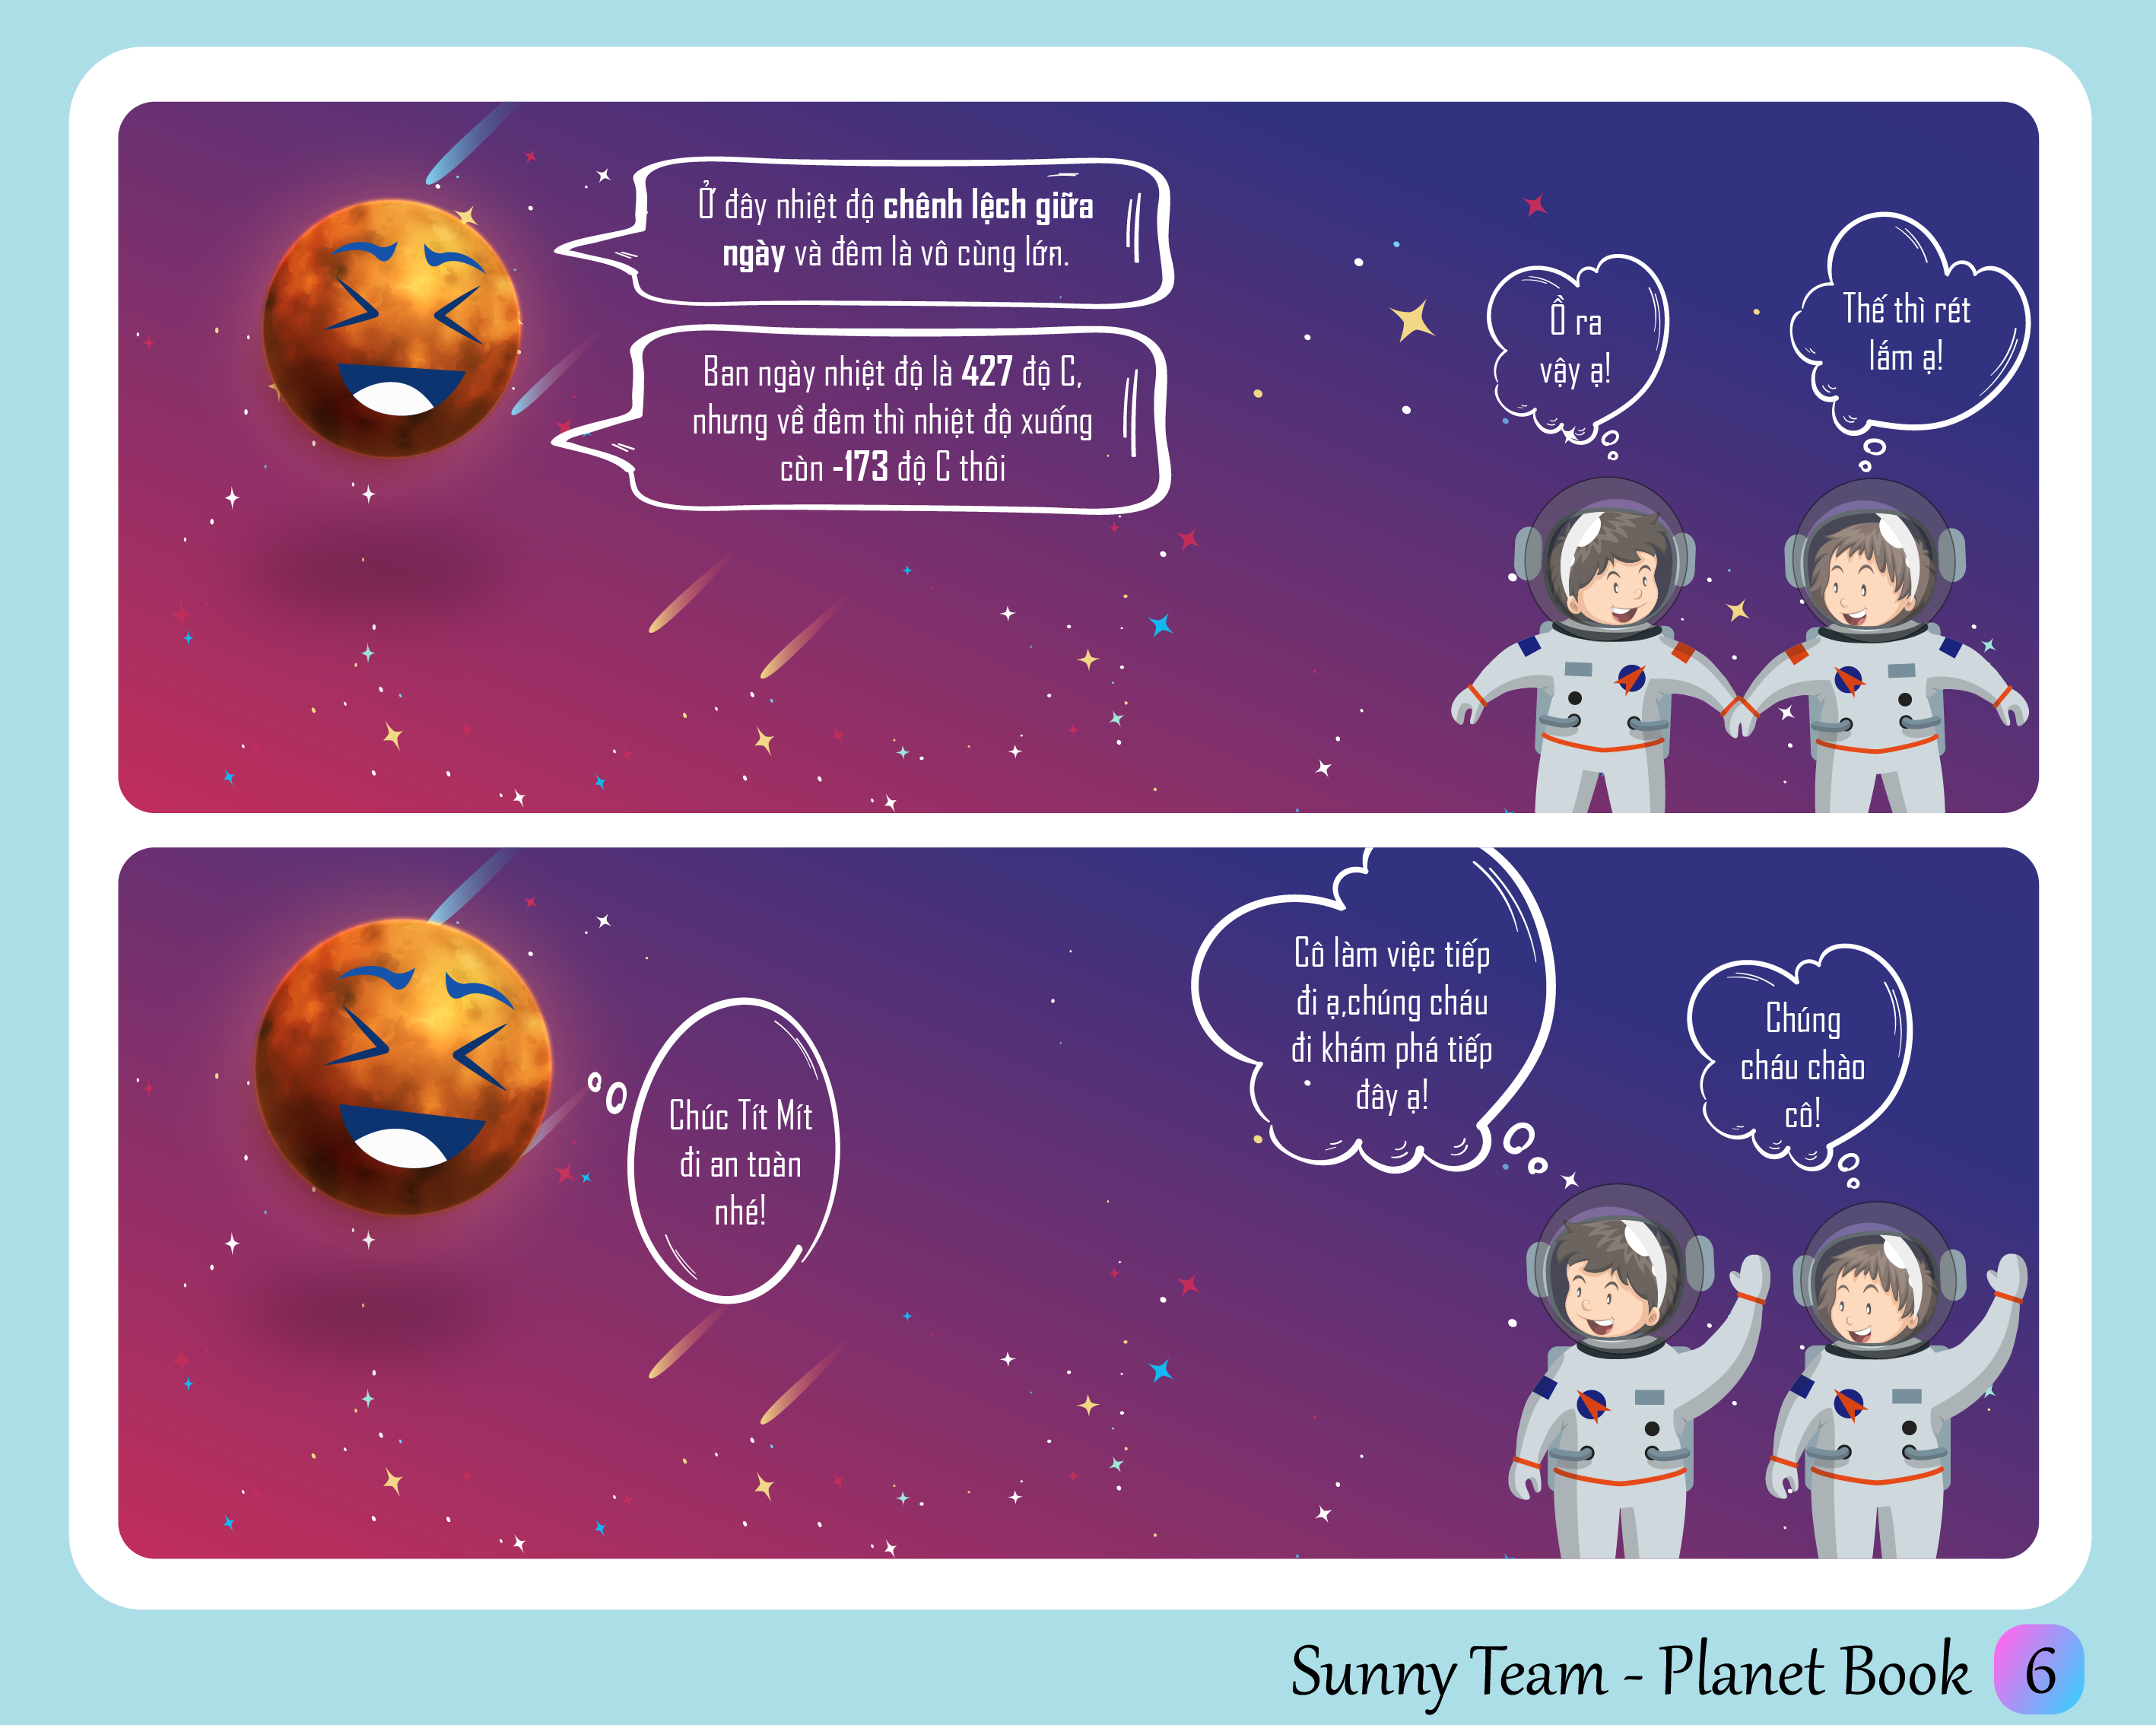 Ở đây nhiệt độ chênh lệch giữa
ngày và đêm là vô cùng lớn.
Ban ngày nhiệt độ là 427 độ C,
nhưng về đêm thì nhiệt độ xuống
còn -173 độ C thôi
Ồ ra
vậy ạ!
Thế thì rét
lắm ạ!
Chúc Tít Mít
đi an toàn
nhé!
Cô làm việc tiếp
đi ạ,chúng cháu
đi khám phá tiếp
đây ạ!
Chúng
cháu chào
cô!
Sunny Team - Planet Book 6